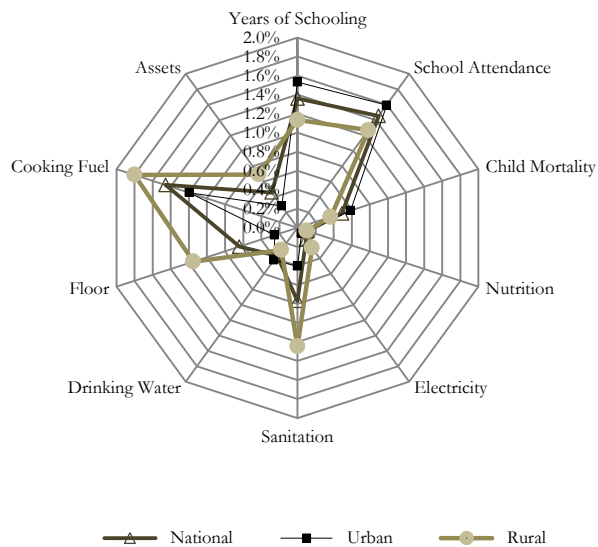 Years of Schooling
2.0%
1.8%
Assets
School Attendance
1.6%
1.4%
1.2%
1.0%
Cooking Fuel
0.8%
Child Mortality
0.6%
0.4%
0.2%
0.0%
Floor
Nutrition
Drinking Water
Electricity
Sanitation
National
Urban
Rural